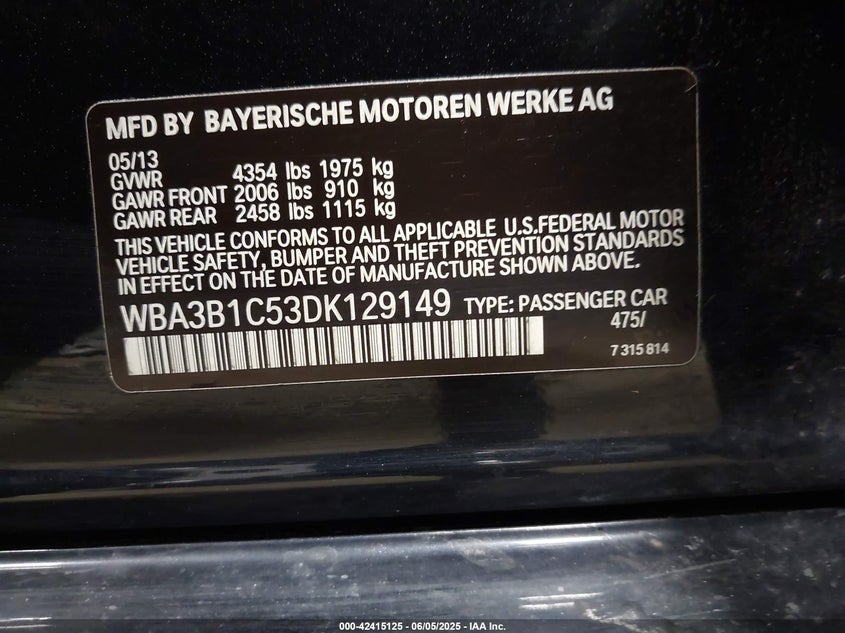 MFD BY BAYERISCHE MOTOREN WERKE AG
05/13
GVWR 4354 lbs 1975 kg
GAWR FRONT 2006 lbs 910 kg
GAWR REAR 2458 lbs 1115 kg
THIS VEHICLE CONFORMS TO ALL APPLICABLE U.S.FEDERAL MOTOR
VEHICLE SAFETY, BUMPER AND THEFT PREVENTION STANDARDS
IN EFFECT ON THE DATE OF MANUFACTURE SHOWN ABOVE.
WBA3B1C53DK129149 TYPE: PASSENGER CAR
475/
7 315 814
000-42415125 - 06/05/2025 - IAA Inc.